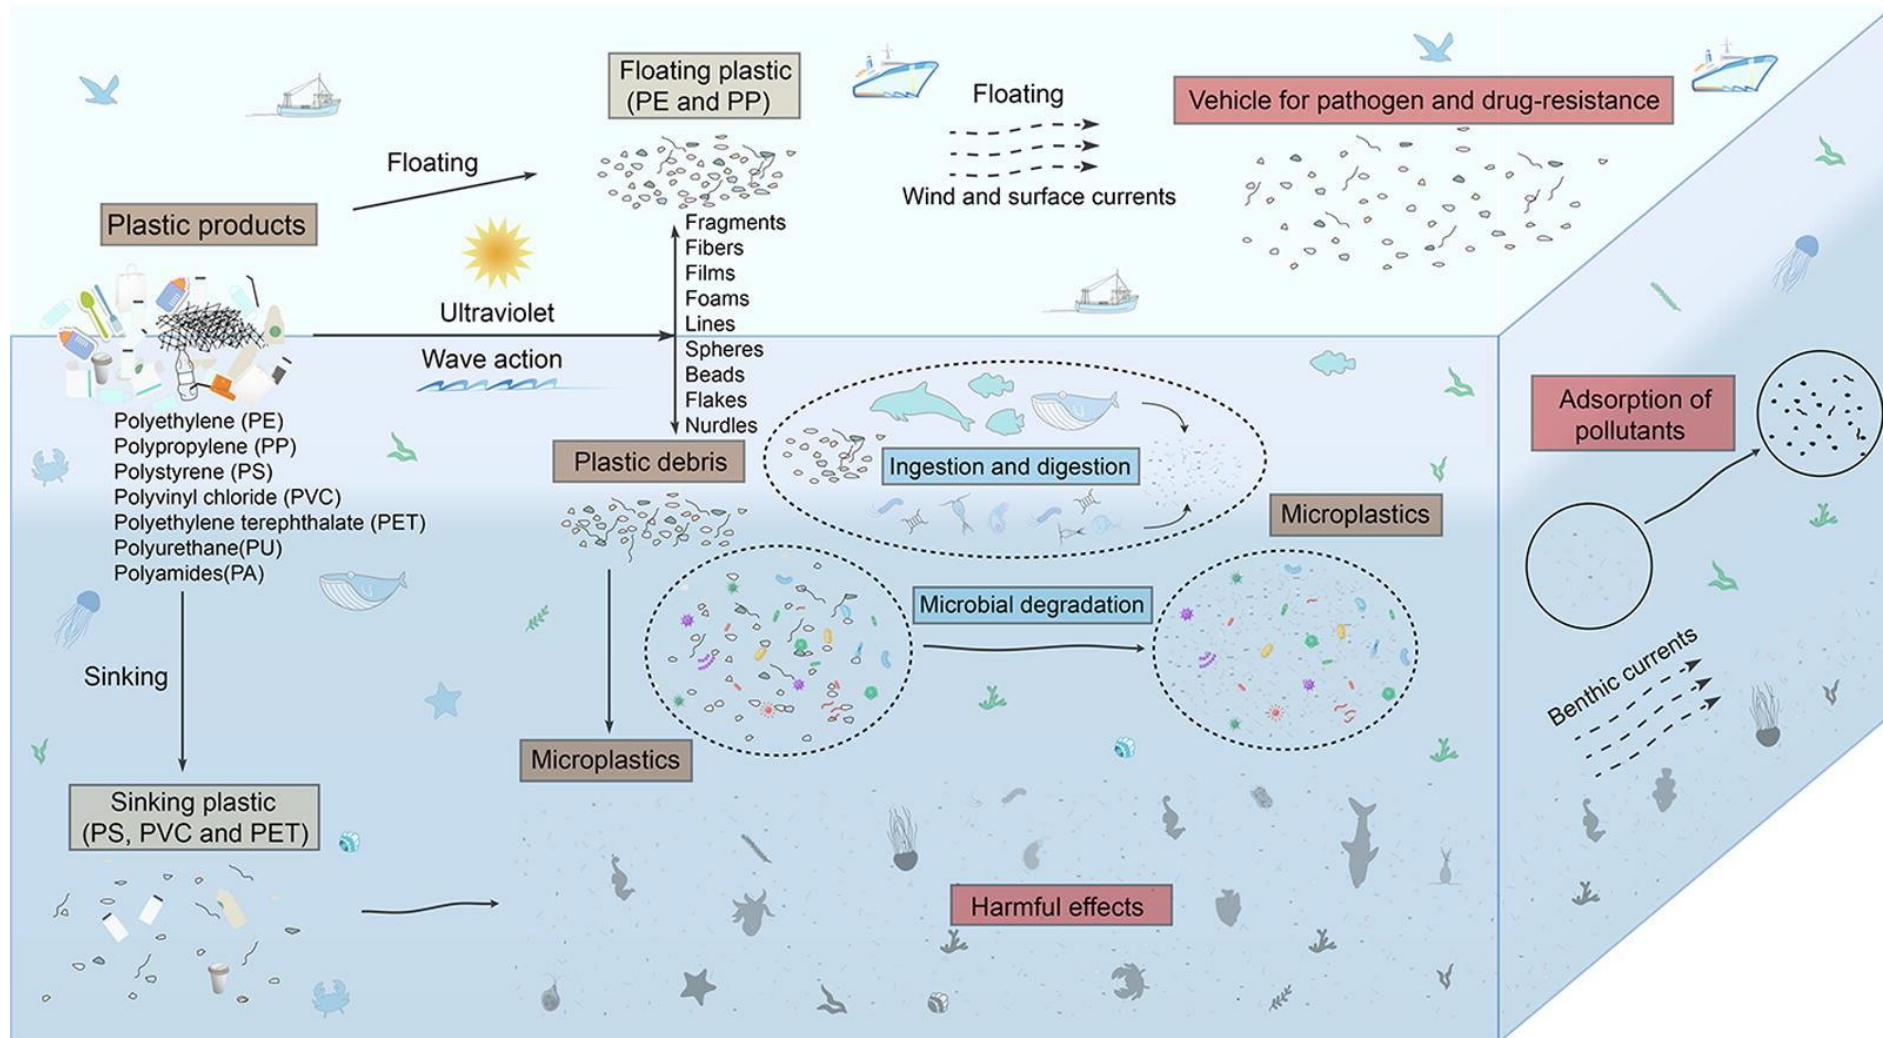 Floating plastic
(PE and PP)
Floating
Vehicle for pathogen and drug-resistance
Floating
Wind and surface currents
Plastic products
Fragments
Fibers
Films
Foams
Lines
Spheres
Beads
Flakes
Nurdles
Ultraviolet
Wave action
Polyethylene (PE)
Polypropylene (PP)
Polystyrene (PS)
Polyvinyl chloride (PVC)
Polyethylene terephthalate (PET)
Polyurethane(PU)
Polyamides(PA)
Plastic debris
Ingestion and digestion
Microplastics
Adsorption of
pollutants
Microbial degradation
Sinking
Benthic currents
Microplastics
Sinking plastic
(PS, PVC and PET)
Harmful effects